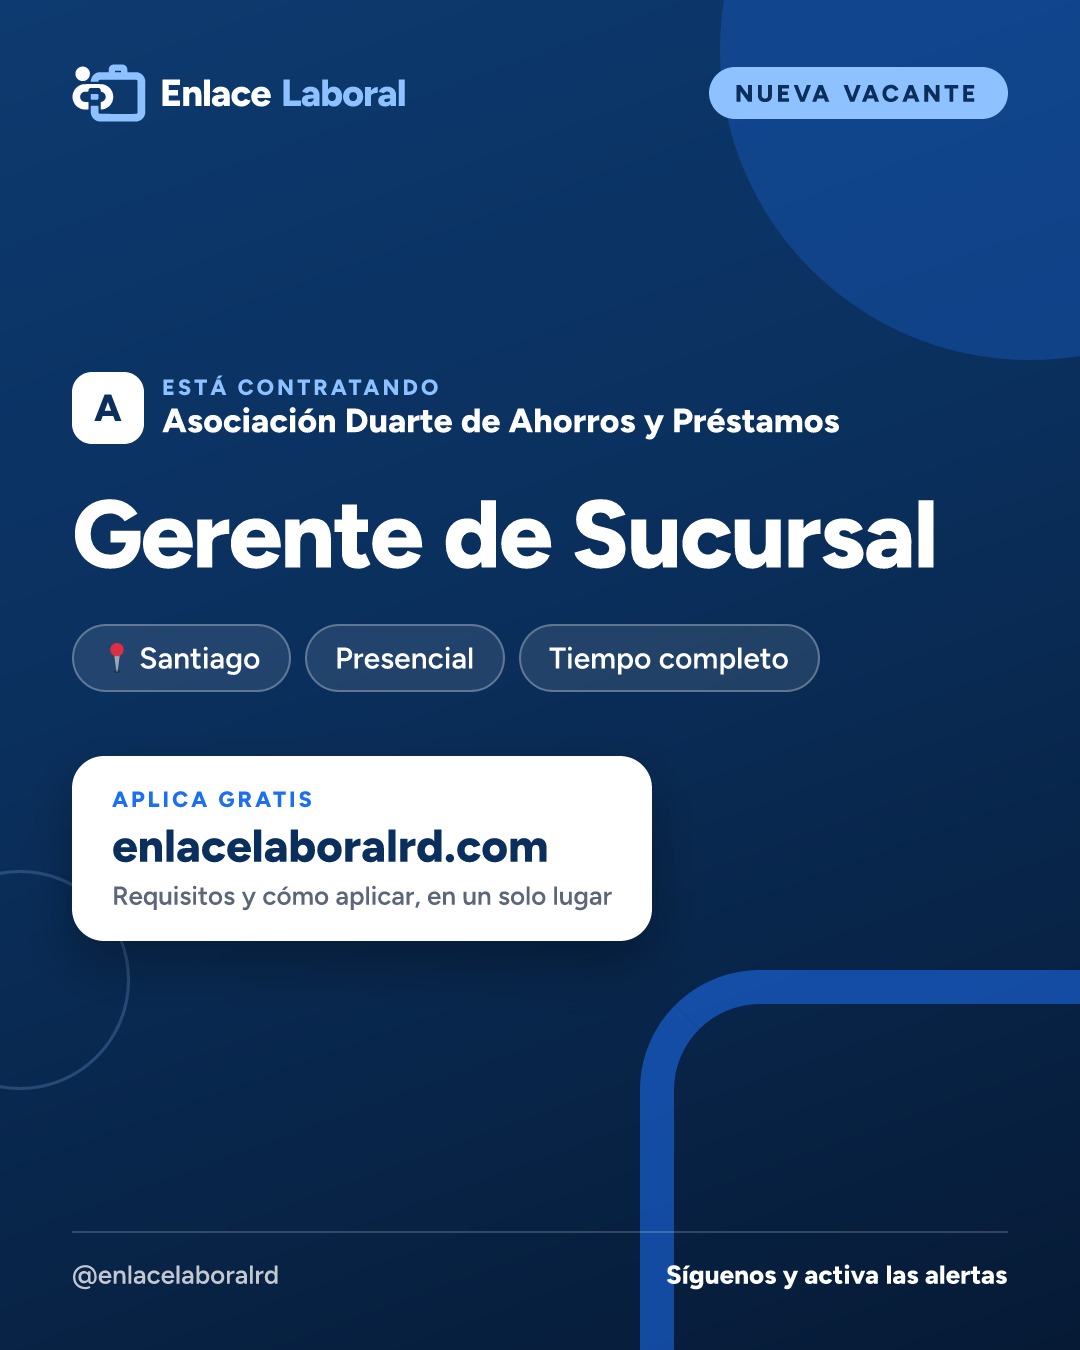 Enlace Laboral
NUEVA VACANTE
A
ESTÁ CONTRATANDO
Asociación Duarte de Ahorros y Préstamos
Gerente de Sucursal
📍 Santiago
Presencial
Tiempo completo
APLICA GRATIS
enlacelaboralrd.com
Requisitos y cómo aplicar, en un solo lugar
@enlacelaboralrd
Síguenos y activa las alertas